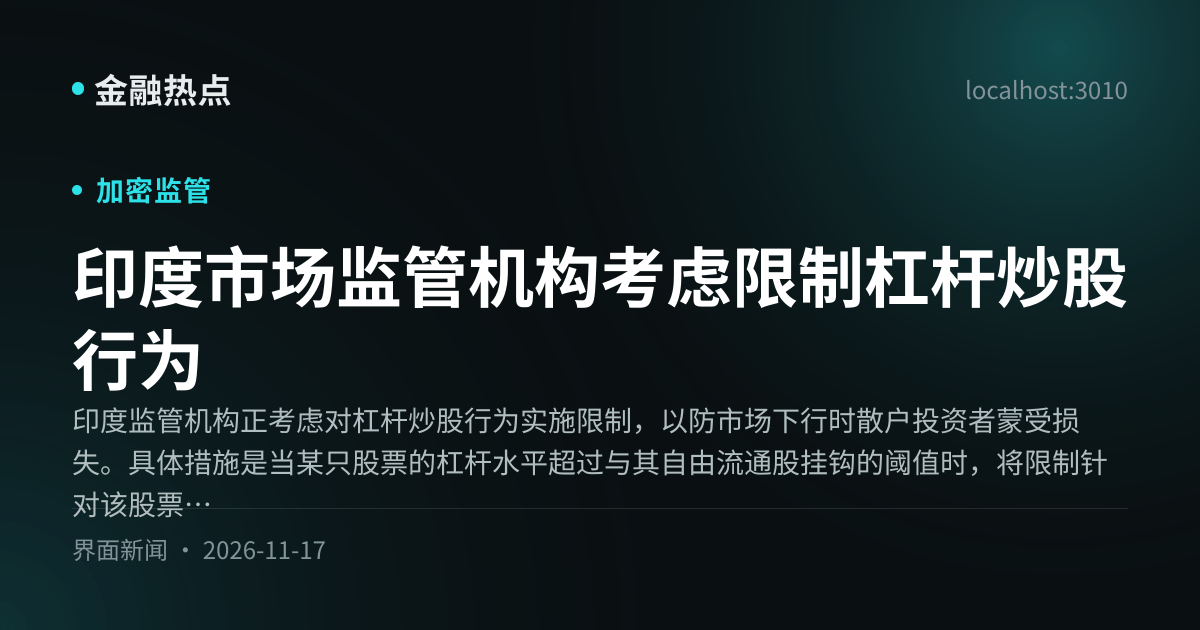 金融热点
localhost:3010
加密监管
印度市场监管机构考虑限制杠杆炒股
行为
印度监管机构正考虑对杠杆炒股行为实施限制，以防市场下行时散户投资者蒙受损
失。具体措施是当某只股票的杠杆水平超过与其自由流通股挂钩的阈值时，将限制针
对该股票…
界面新闻 • 2026-11-17